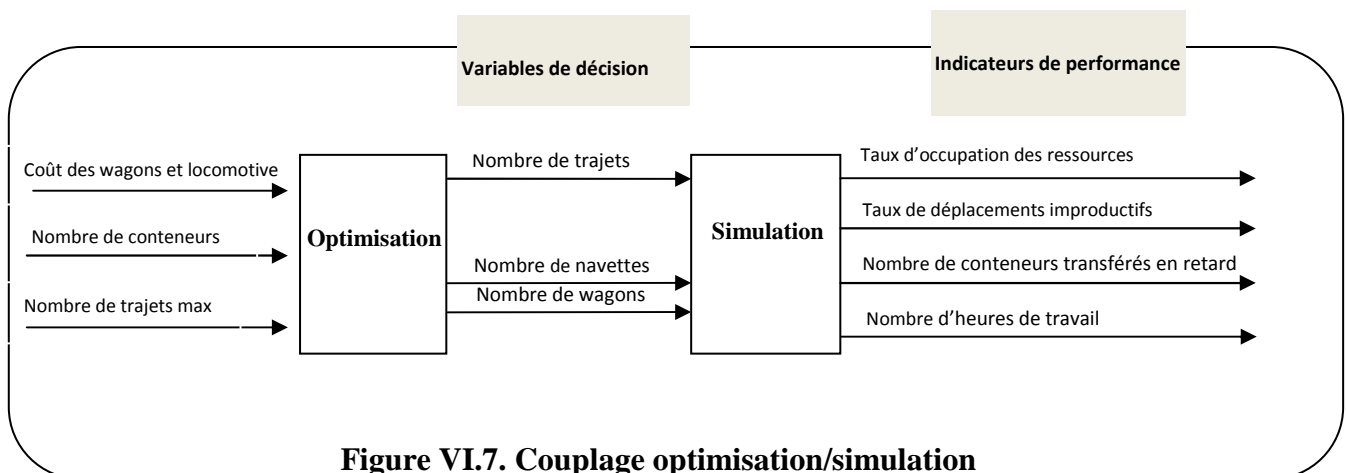 Variables de décision
Indicateurs de performance
Coût des wagons et locomotive
Nombre de conteneurs
Nombre de trajets max
Optimisation
Nombre de trajets
Nombre de navettes
Nombre de wagons
Simulation
Taux d’occupation des ressources
Taux de déplacements improductifs
Nombre de conteneurs transférés en retard
Nombre d’heures de travail
Figure VI.7. Couplage optimisation/simulation